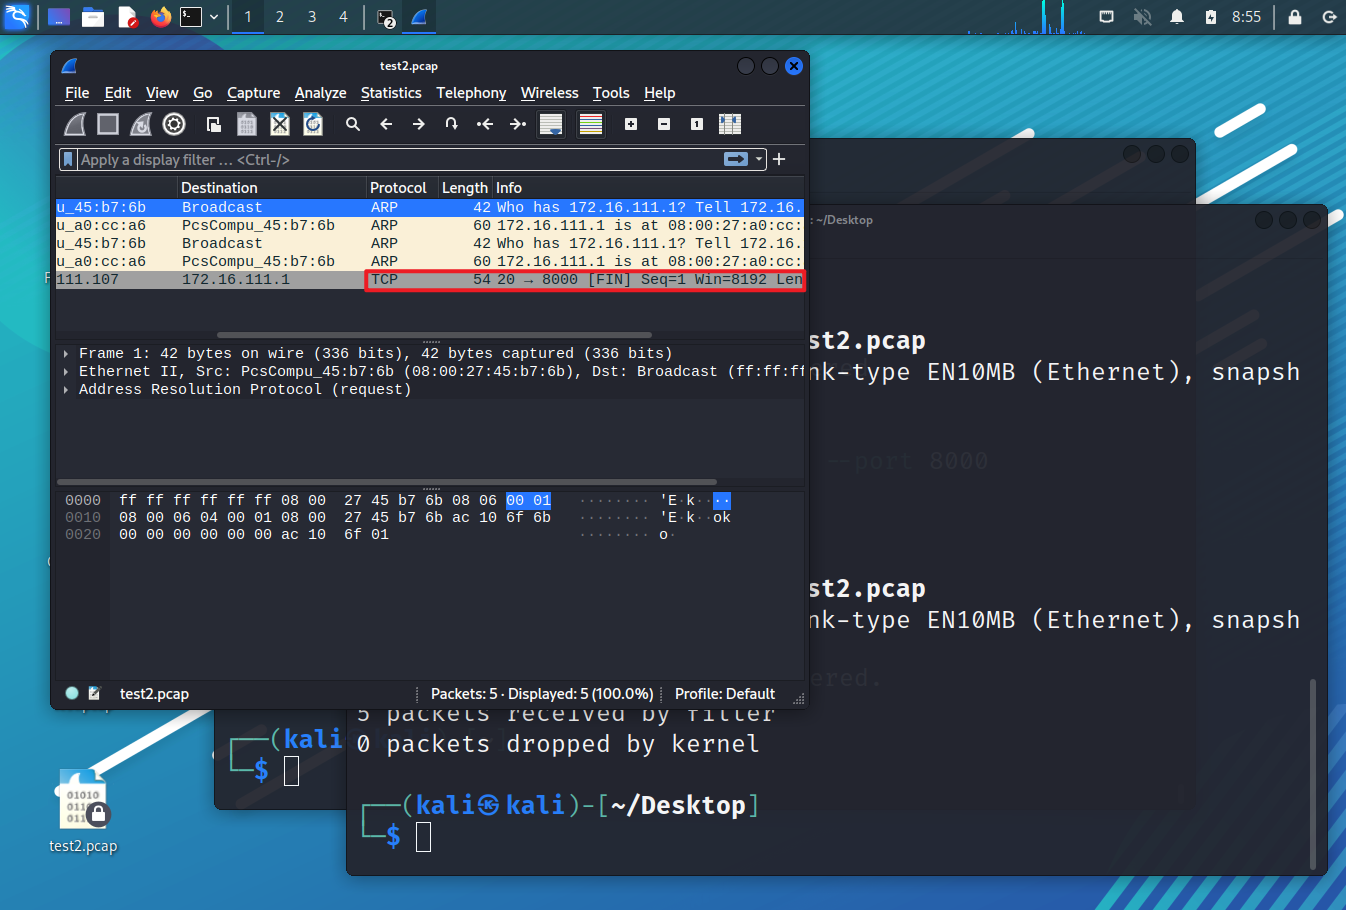 1 2 3 4 2 8:55
test2.pcap
File Edit View Go Capture Analyze Statistics Telephony Wireless Tools Help
Apply a display filter … <Ctrl-/>
Destination Protocol Length Info
u_45:b7:6b Broadcast ARP 42 Who has 172.16.111.1? Tell 172.16.
u_a0:cc:a6 PcsCompu_45:b7:6b ARP 60 172.16.111.1 is at 08:00:27:a0:cc:
u_45:b7:6b Broadcast ARP 42 Who has 172.16.111.1? Tell 172.16.
u_a0:cc:a6 PcsCompu_45:b7:6b ARP 60 172.16.111.1 is at 08:00:27:a0:cc:
111.107 172.16.111.1 TCP 54 20 → 8000 [FIN] Seq=1 Win=8192 Len
Frame 1: 42 bytes on wire (336 bits), 42 bytes captured (336 bits)
Ethernet II, Src: PcsCompu_45:b7:6b (08:00:27:45:b7:6b), Dst: Broadcast (ff:ff:ff
Address Resolution Protocol (request)
0000 ff ff ff ff ff ff 08 00 27 45 b7 6b 08 06 00 01 ········ 'E·k····
0010 08 00 06 04 00 01 08 00 27 45 b7 6b ac 10 6f 6b ········ 'E·k··ok
0020 00 00 00 00 00 00 ac 10 6f 01 ········ o·
test2.pcap Packets: 5 · Displayed: 5 (100.0%) Profile: Default
: ~/Desktop
st2.pcap
nk-type EN10MB (Ethernet), snapsh
--port 8000
st2.pcap
nk-type EN10MB (Ethernet), snapsh
ered.
5 packets received by filter
0 packets dropped by kernel
(kali㉿kali)-[~/Desktop]
$
(kali
$
test2.pcap